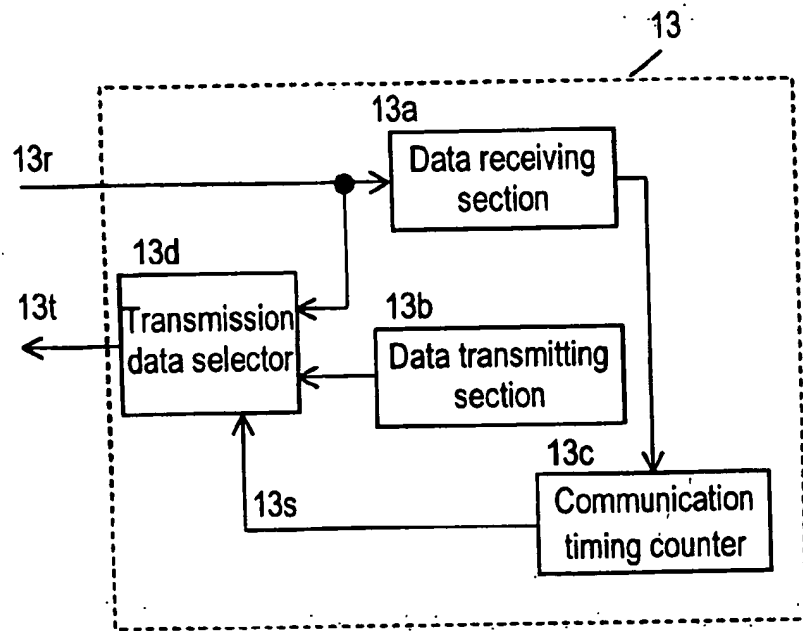 13
13a
13r
Data receiving
section
13d
13t
Transmission
data selector
13b
Data transmitting
section
13c
13s
Communication
timing counter